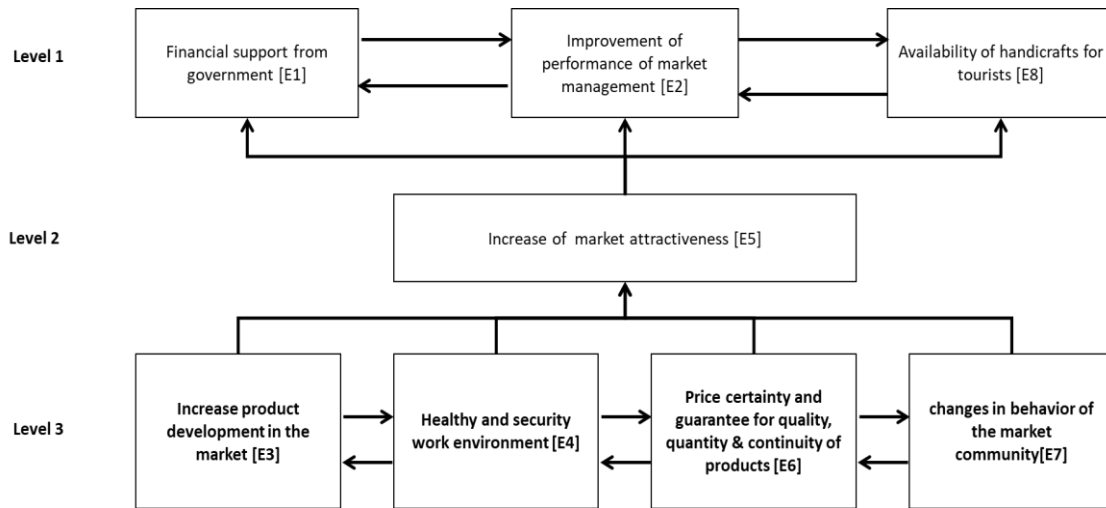 Level 1
Financial support from
government [E1]
Improvement of
performance of market
management [E2]
Availability of handicrafts for
tourists [E8]
Level 2
Increase of market attractiveness [E5]
Level 3
Increase product
development in the
market [E3]
Healthy and security
work environment [E4]
Price certainty and
guarantee for quality,
quantity & continuity of
products [E6]
changes in behavior of
the market
community[E7]